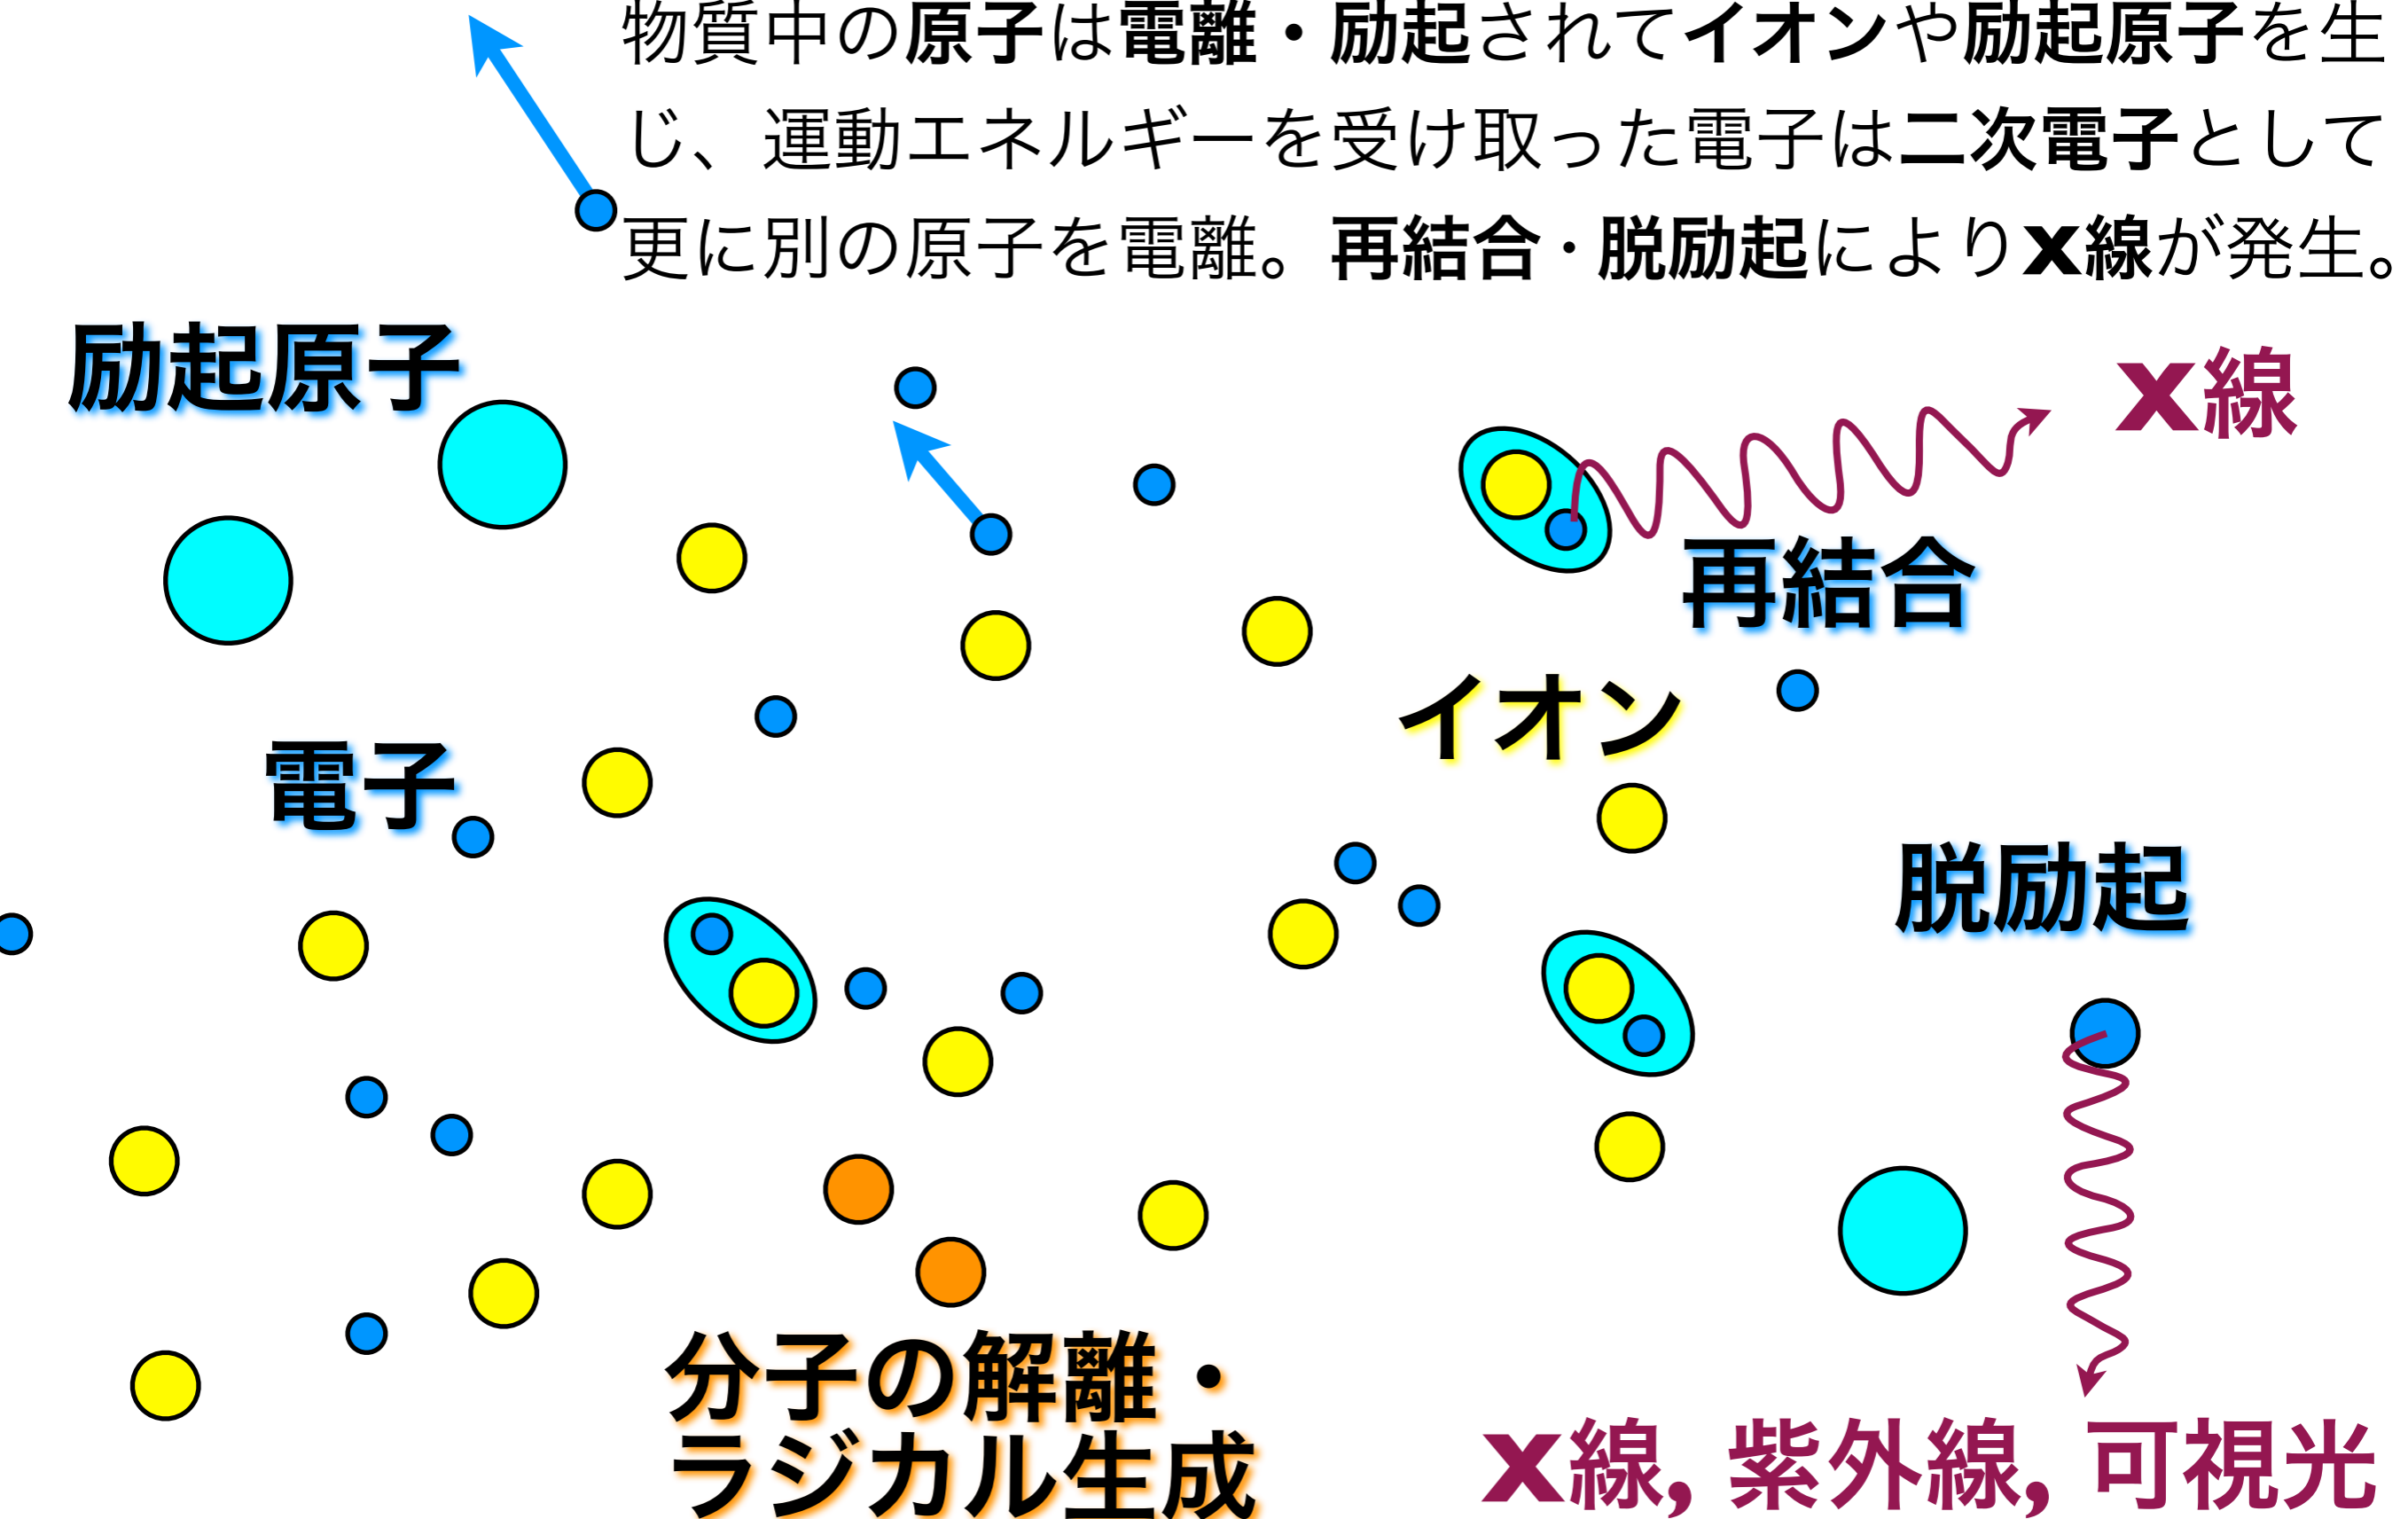 物質中の原子は電離・励起されてイオンや励起原子を生
じ、運動エネルギーを受け取った電子は二次電子として
更に別の原子を電離。再結合・脱励起によりX線が発生。
励起原子
X線
再結合
イオン
電子
脱励起
分子の解離・
ラジカル生成
X線, 紫外線, 可視光